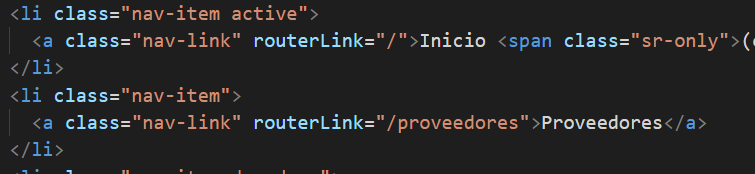 <li class="nav-item active">
<a class="nav-link" routerLink="/">Inicio <span class="sr-only">(
</li>
<li class="nav-item">
<a class="nav-link" routerLink="/proveedores">Proveedores</a>
</li>